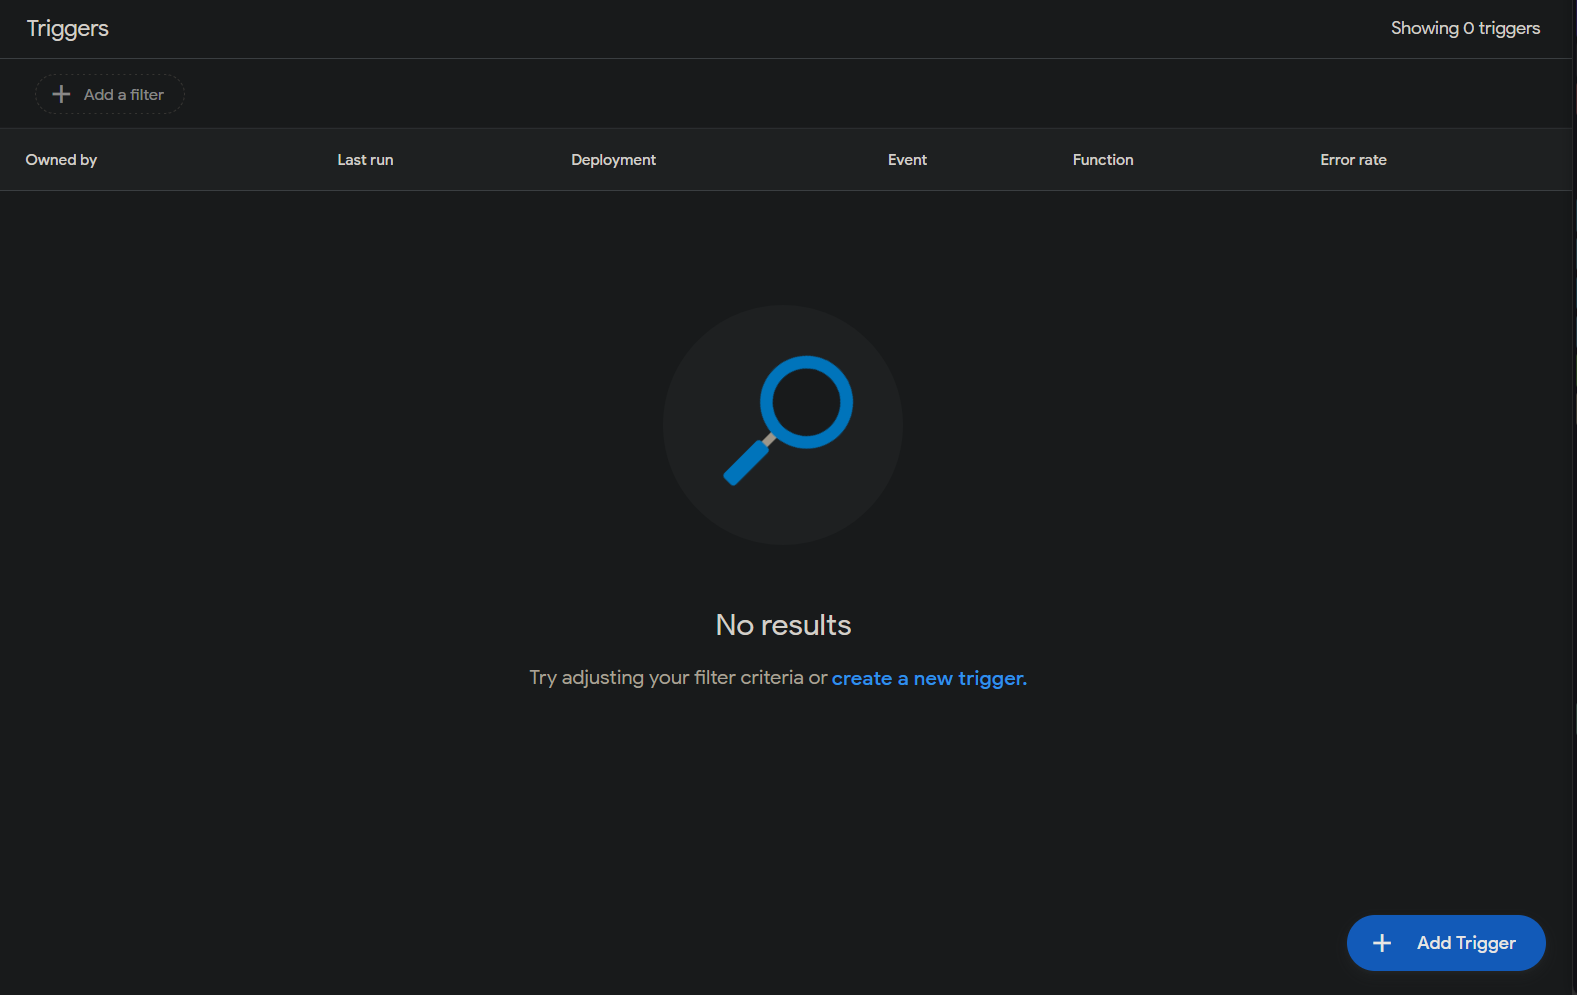 Triggers
Showing 0 triggers
Add a filter
Owned by
Last run
Deployment
Event
Function
Error rate
No results
Try adjusting your filter criteria or create a new trigger.
Add Trigger